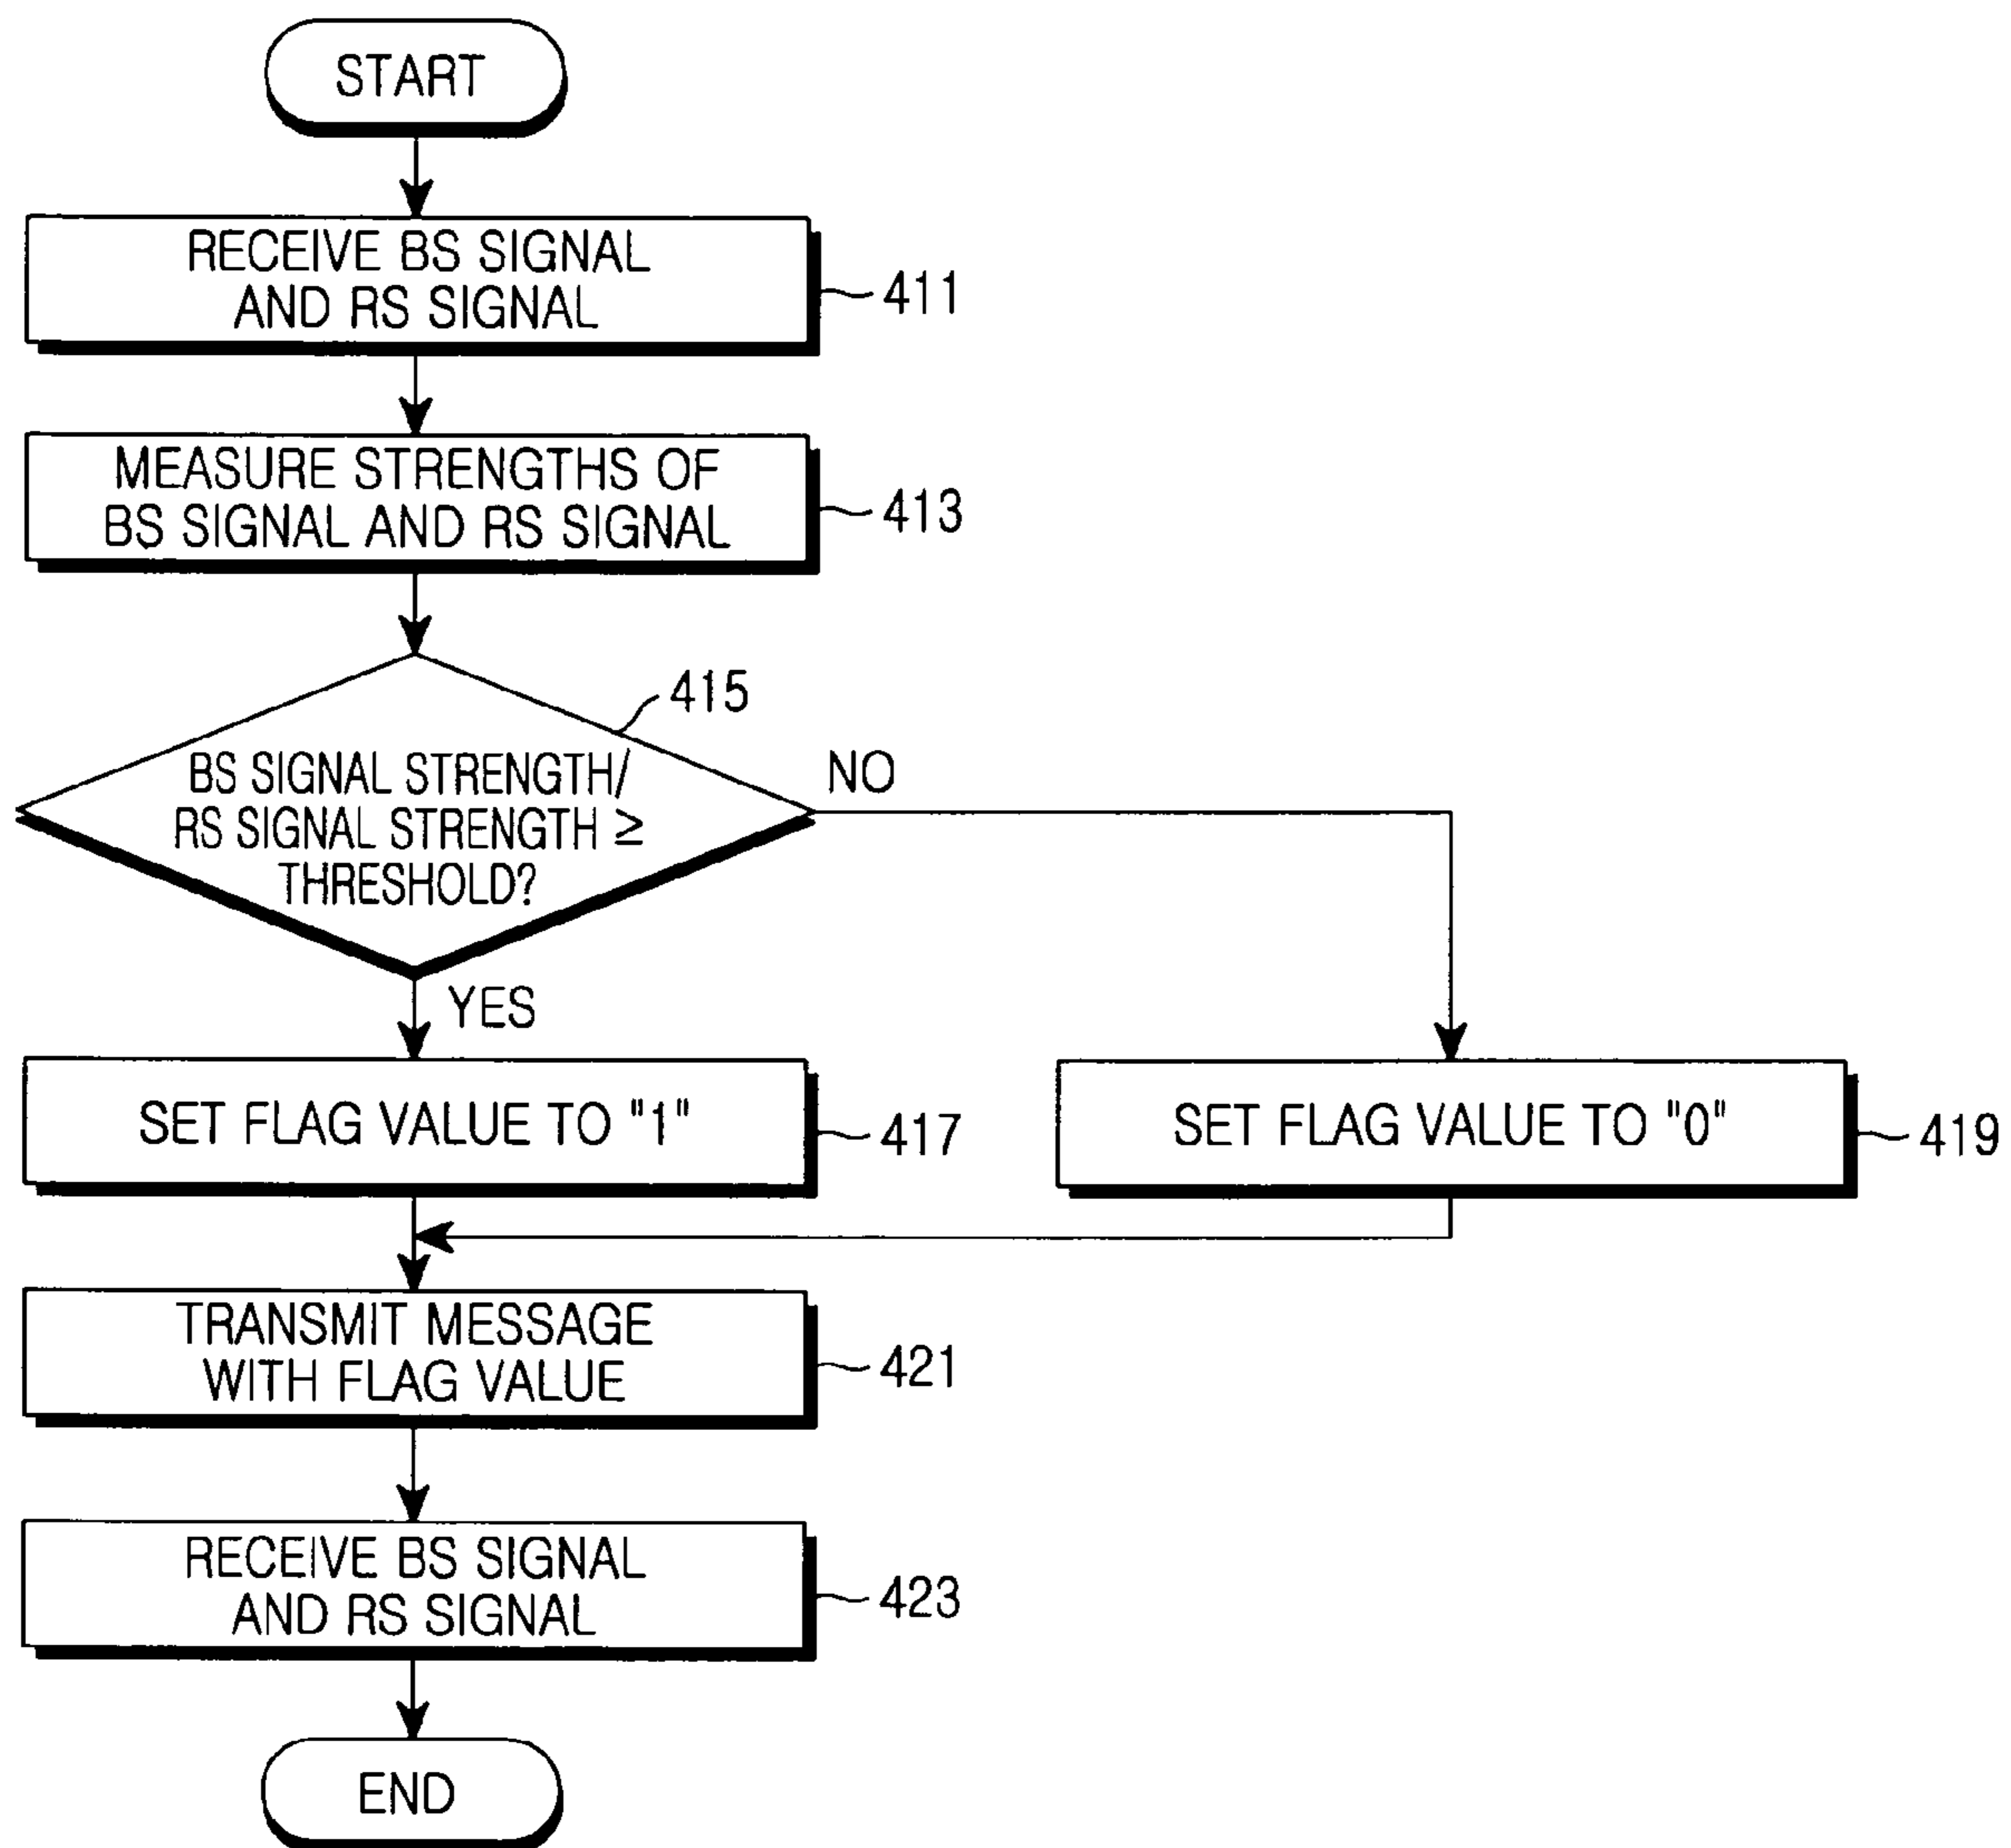 START
RECEIVE BS SIGNAL
AND RS SIGNAL
411
MEASURE STRENGTHS OF
BS SIGNAL AND RS SIGNAL
413
415
BS SIGNAL STRENGTH/
RS SIGNAL STRENGTH ≥
THRESHOLD?
NO
YES
SET FLAG VALUE TO "1"
417
SET FLAG VALUE TO "0"
419
TRANSMIT MESSAGE
WITH FLAG VALUE
421
RECEIVE BS SIGNAL
AND RS SIGNAL
423
END